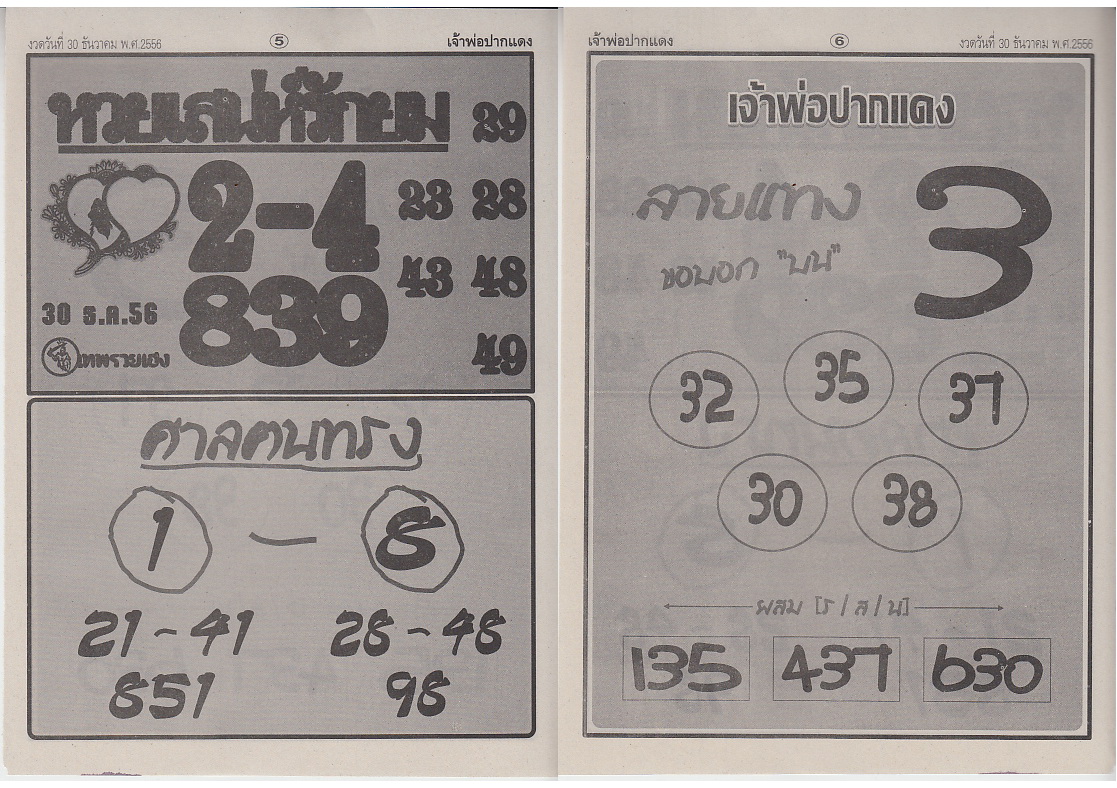 งวดวันที่ 30 ธันวาคม พ.ศ.2556 5 เจ้าพ่อปากแดง
หวยเสน่ห์รักยม
39
2-4
23 28
43 48
839
30 ธ.ค.56
49
เทพรวยเฮง
ศาลคนทรง
1 - 8
21 - 41 28 - 48
851 98
เจ้าพ่อปากแดง 6 งวดวันที่ 30 ธันวาคม พ.ศ.2556
เจ้าพ่อปากแดง
สายแทง 3
ขอบอก "บน"
32 35 37
30 38
ผสม [ร/ส/น]
135 437 630